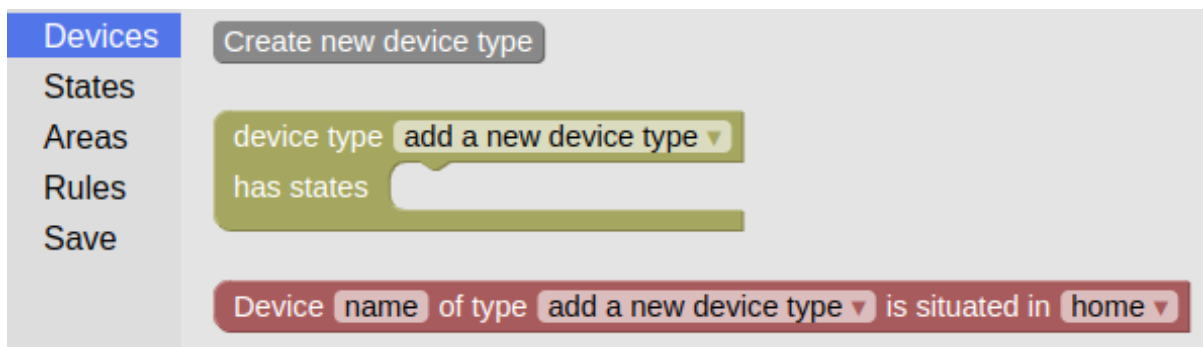 Devices
States
Areas
Rules
Save
Create new device type
device type add a new device type
has states
Device name of type add a new device type is situated in home